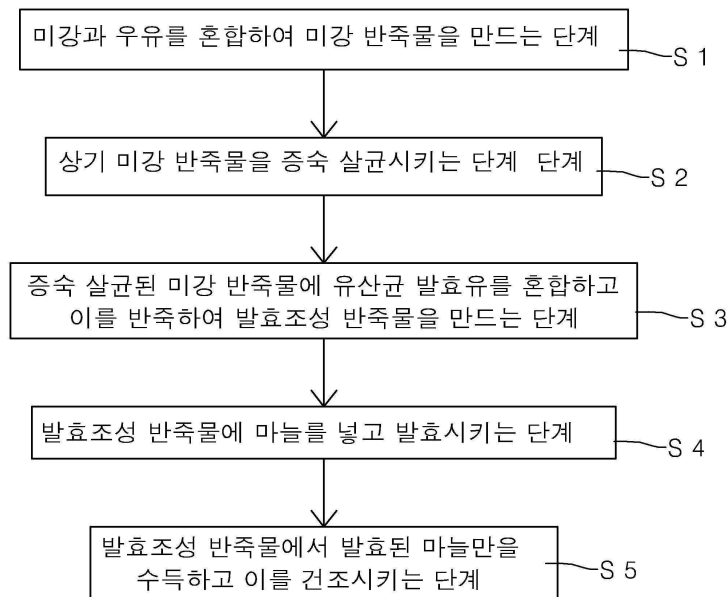 미강과 우유를 혼합하여 미강 반죽물을 만드는 단계
S 1
상기 미강 반죽물을 증숙 살균시키는 단계 단계
S 2
증숙 살균된 미강 반죽물에 유산균 발효유를 혼합하고
이를 반죽하여 발효조성 반죽물을 만드는 단계
S 3
발효조성 반죽물에 마늘를 넣고 발효시키는 단계
S 4
발효조성 반죽물에서 발효된 마늘만을
수득하고 이를 건조시키는 단계
S 5